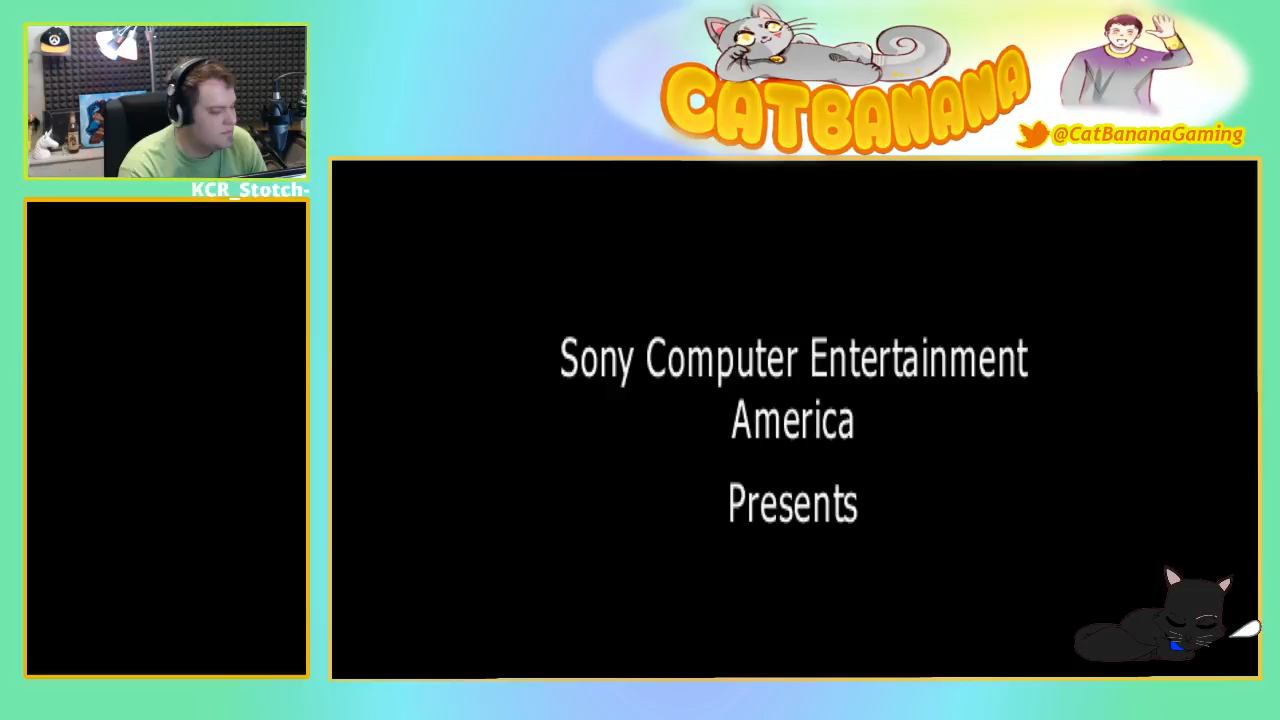 CATBANANA
@CatBananaGaming
KCR_Stotch-
Sony Computer Entertainment
America
Presents